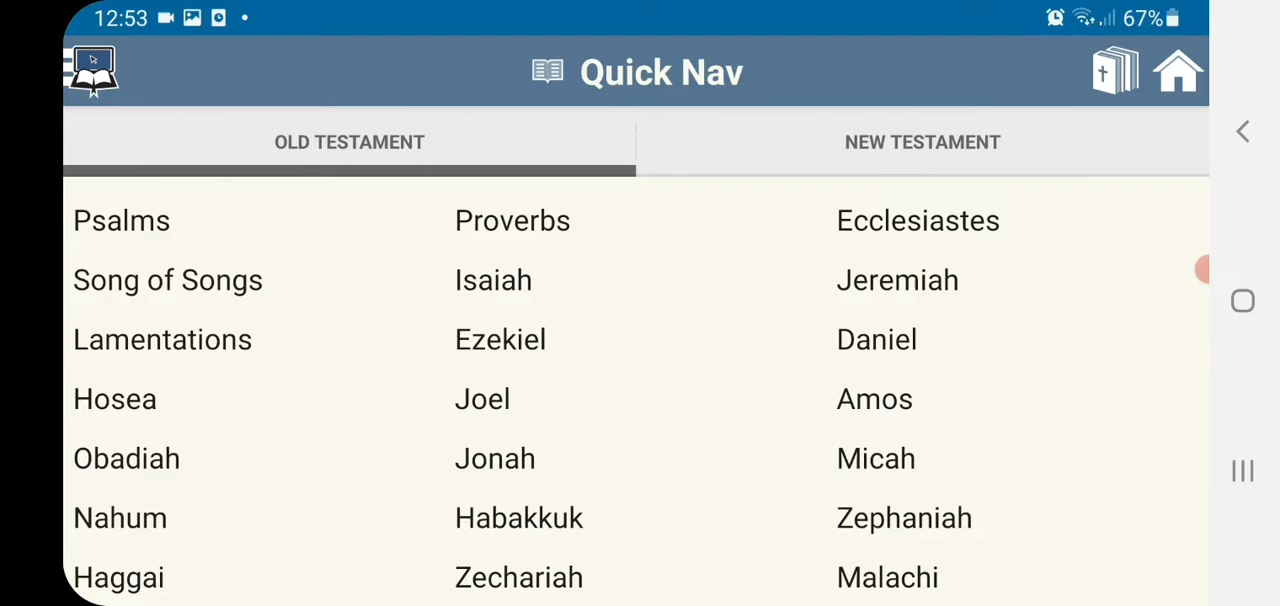 12:53 67%
Quick Nav
OLD TESTAMENT NEW TESTAMENT
Psalms Proverbs Ecclesiastes
Song of Songs Isaiah Jeremiah
Lamentations Ezekiel Daniel
Hosea Joel Amos
Obadiah Jonah Micah
Nahum Habakkuk Zephaniah
Haggai Zechariah Malachi